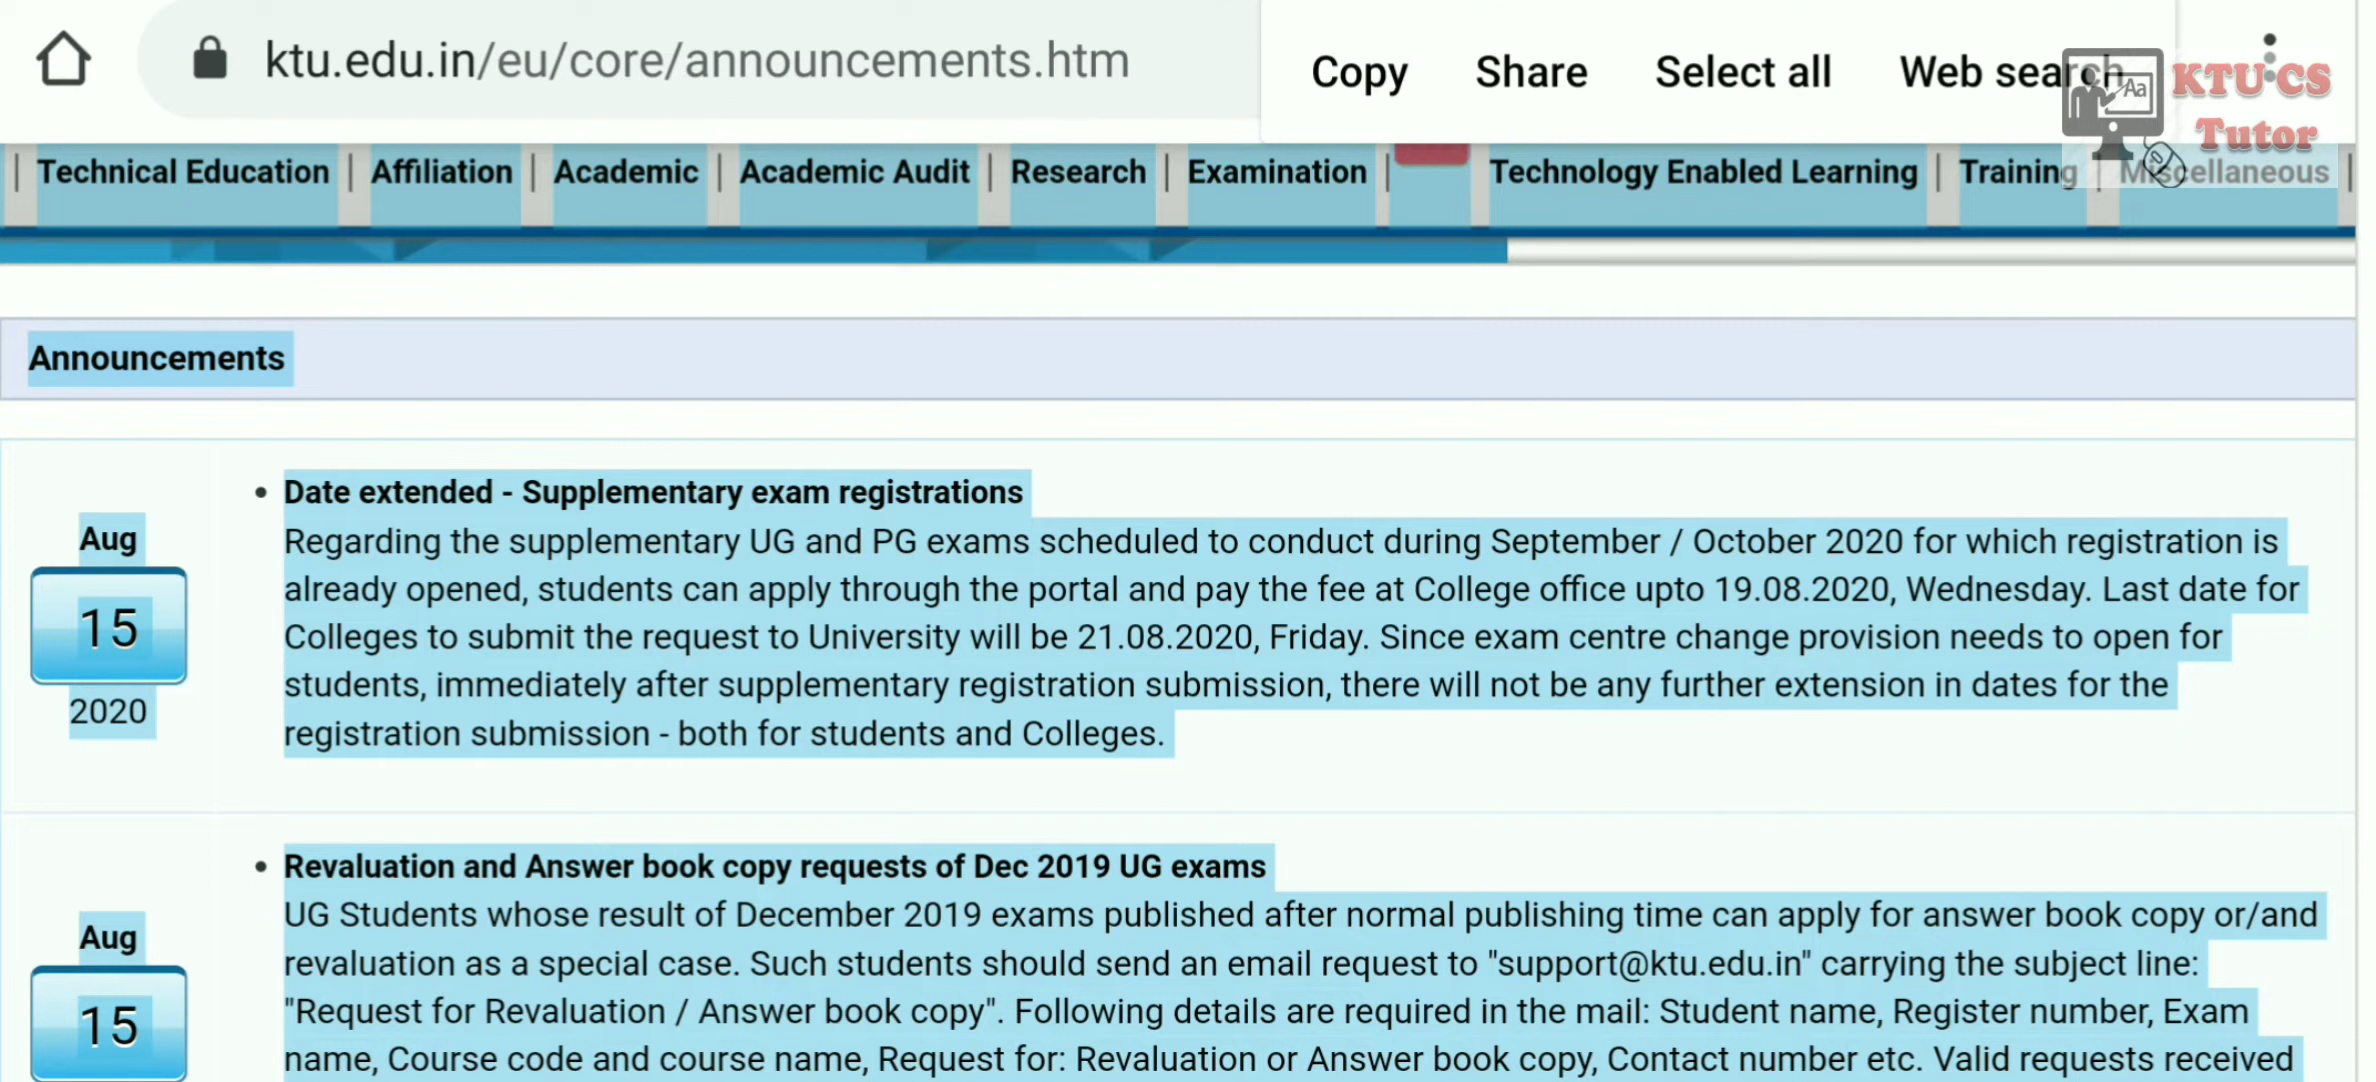 ktu.edu.in/eu/core/announcements.htm
Copy Share Select all Web search
KTU CS
Tutor
Aa
| Technical Education | Affiliation | Academic | Academic Audit | Research | Examination | Technology Enabled Learning | Training | Miscellaneous |
Announcements
Aug
15
2020
• Date extended - Supplementary exam registrations
Regarding the supplementary UG and PG exams scheduled to conduct during September / October 2020 for which registration is
already opened, students can apply through the portal and pay the fee at College office upto 19.08.2020, Wednesday. Last date for
Colleges to submit the request to University will be 21.08.2020, Friday. Since exam centre change provision needs to open for
students, immediately after supplementary registration submission, there will not be any further extension in dates for the
registration submission - both for students and Colleges.
Aug
15
• Revaluation and Answer book copy requests of Dec 2019 UG exams
UG Students whose result of December 2019 exams published after normal publishing time can apply for answer book copy or/and
revaluation as a special case. Such students should send an email request to "support@ktu.edu.in" carrying the subject line:
"Request for Revaluation / Answer book copy". Following details are required in the mail: Student name, Register number, Exam
name, Course code and course name, Request for: Revaluation or Answer book copy, Contact number etc. Valid requests received